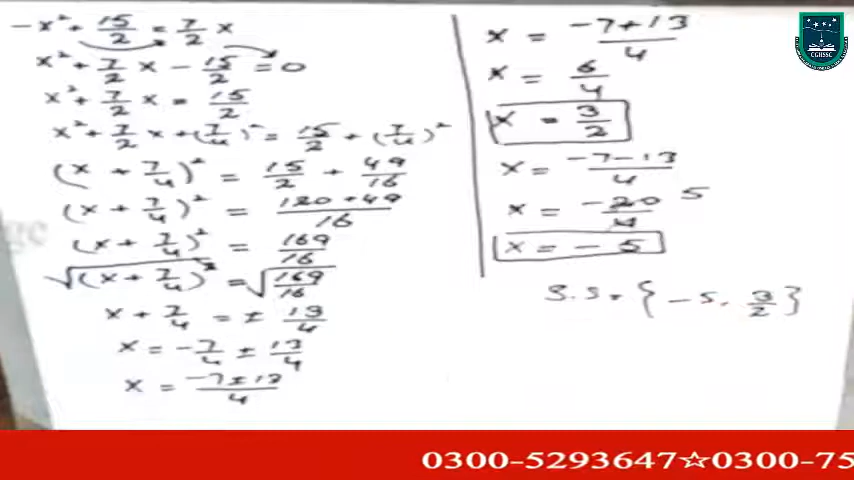 -x² + 15/2 = 7/2 x
x² + 7/2 x - 15/2 = 0
x² + 7/2 x = 15/2
x² + 7/2 x + (7/4)² = 15/2 + (7/4)²
(x + 7/4)² = 15/2 + 49/16
(x + 7/4)² = 120+49/16
(x + 7/4)² = 169/16
√(x + 7/4)² = √169/16
x + 7/4 = ± 13/4
x = -7/4 ± 13/4
x = -7±13/4
x = -7+13/4
x = 6/4
x = 3/2
x = -7-13/4
x = -20/4 5
x = -5
S.S = { -5, 3/2 }
CGHSSC
0300-5293647☆0300-75